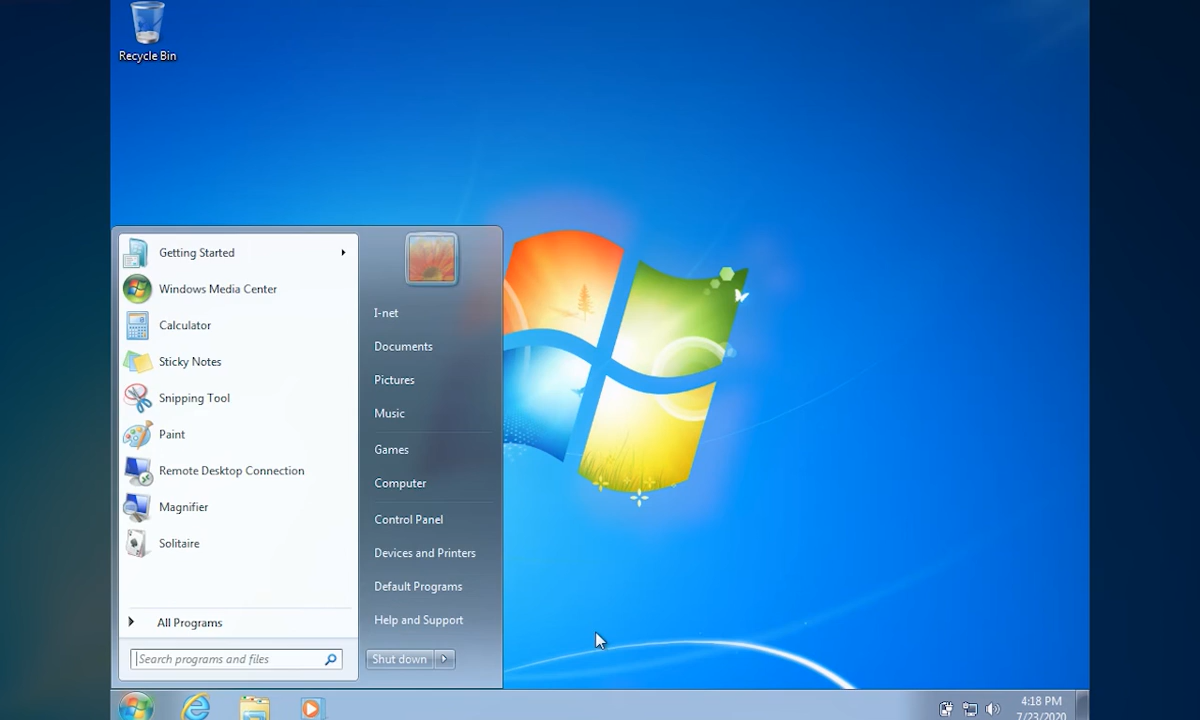 Recycle Bin
Getting Started
Windows Media Center
Calculator
Sticky Notes
Snipping Tool
Paint
Remote Desktop Connection
Magnifier
Solitaire
All Programs
Search programs and files
I-net
Documents
Pictures
Music
Games
Computer
Control Panel
Devices and Printers
Default Programs
Help and Support
Shut down
4:18 PM
7/23/2020